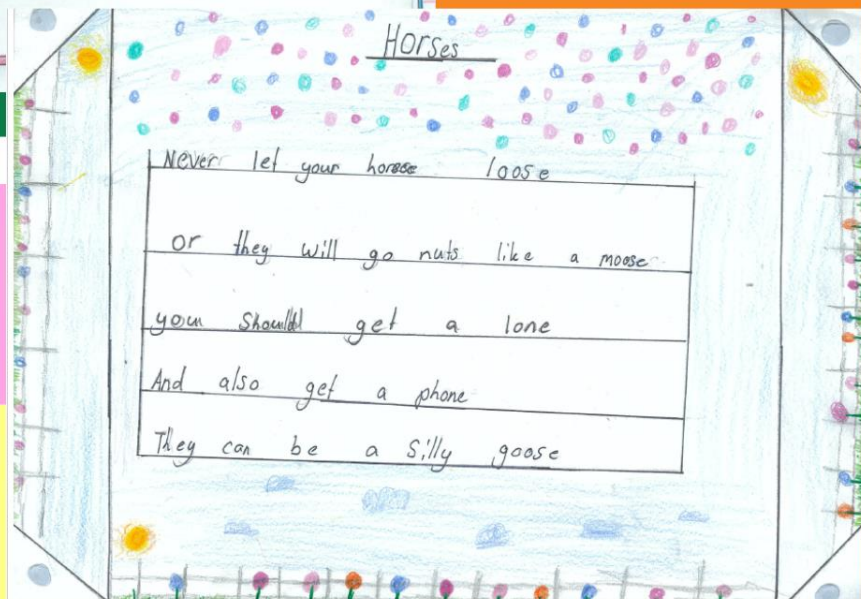 Horses
Never let your horse loose
or they will go nuts like a moose
you should get a lone
And also get a phone
They can be a silly goose